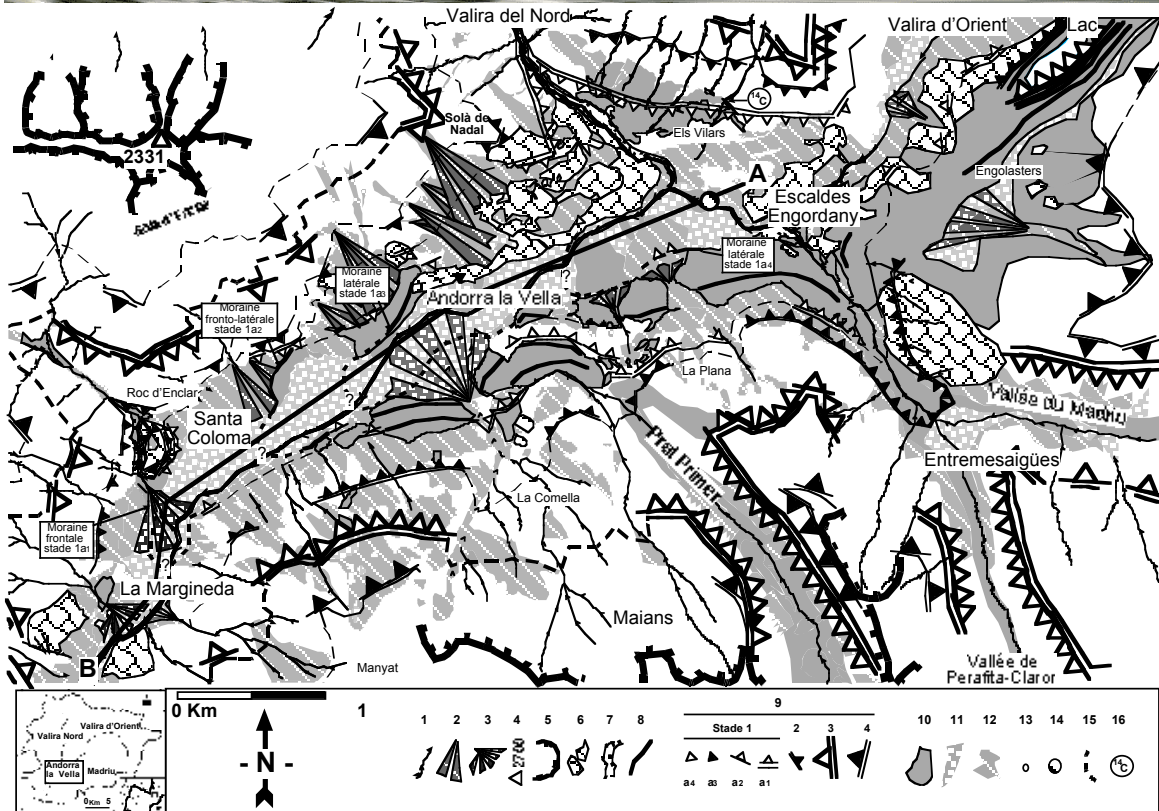 Valira del Nord
Valira d'Orient
Lac
14C
Solà de
Nadal
Els Vilars
2331
A
Engolasters
Escaldes
Engordany
Moraine
latérale
stade 1a4
Moraine
latérale
stade 1a3
?
Andorra la Vella
Moraine
fronto-latérale
stade 1a2
La Plana
Roc d'Enclar
?
Vallée du Madriu
Santa
Coloma
Prat Primer
?
Entremesaigües
La Comella
Moraine
frontale
stade 1a1
?
La Margineda
Maians
B
Manyat
Vallée de
Perafita-Claror
0 Km
1
Valira d'Orient
Valira Nord
Andorra
la Vella
Madriu
0 Km 5
- N -
9
Stade 1
1 2 3 4 5 6 7 8
2 3 4
10 11 12 13 14 15 16
2780
14C
a4 a3 a2 a1